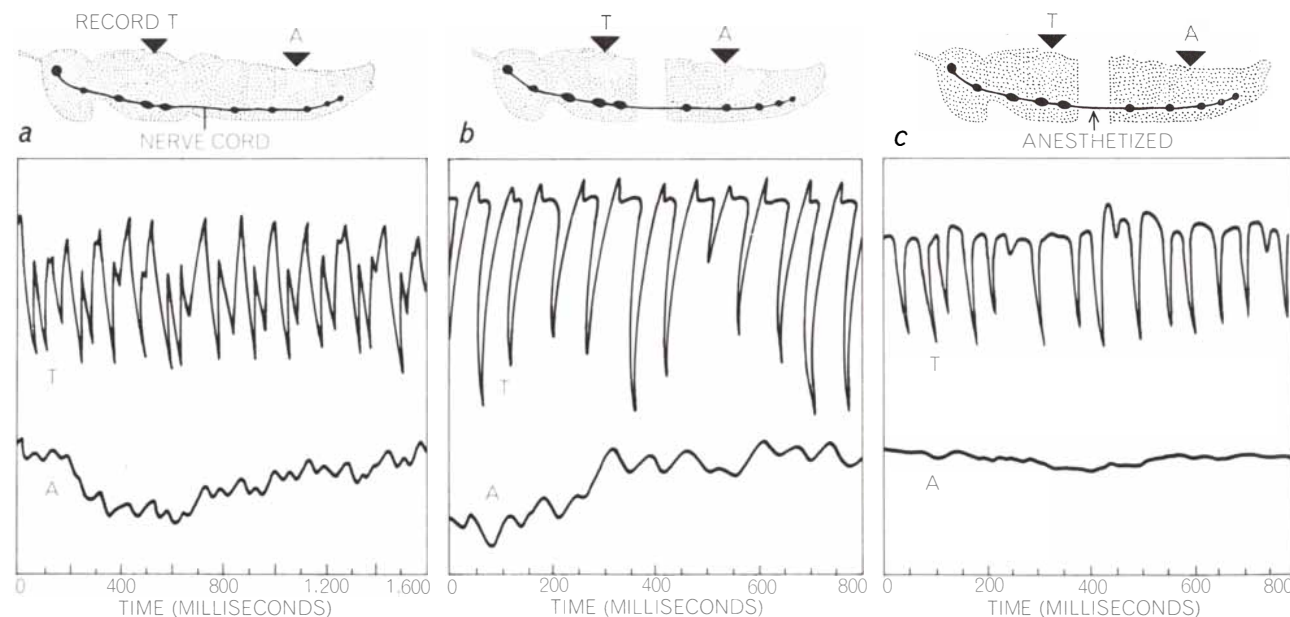 RECORD T
A
a
NERVE CORD
T
A
0 400 800 1.200 1.600
TIME (MILLISECONDS)
T
A
b
T
A
0 200 400 600 800
TIME (MILLISECONDS)
T
A
c
ANESTHETIZED
T
A
0 200 400 600 800
TIME (MILLISECONDS)